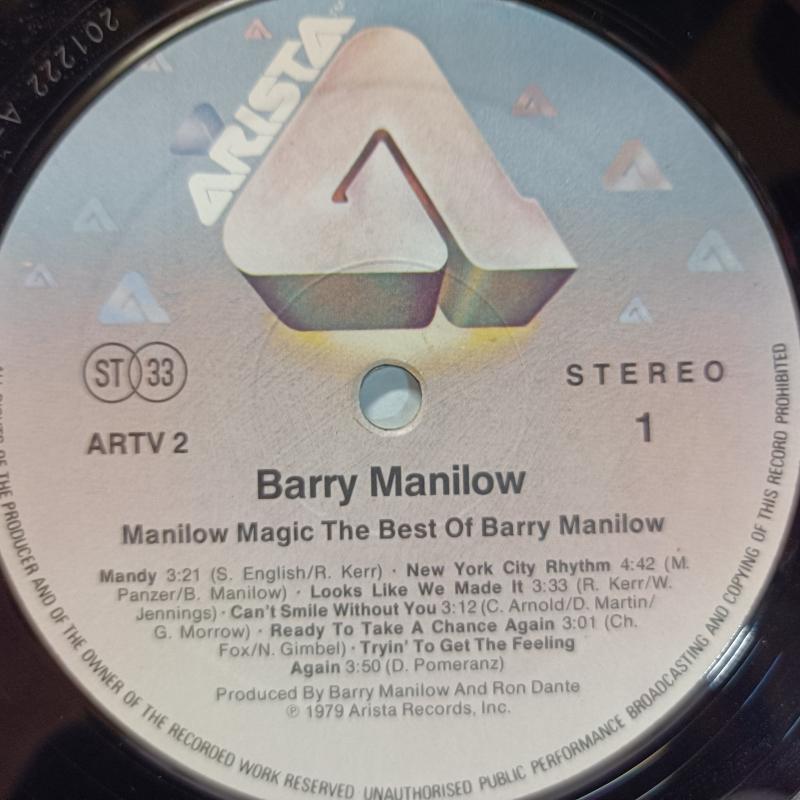 201222 A
ARISTA
ST 33
STEREO
ARTV 2
1
Barry Manilow
Manilow Magic The Best Of Barry Manilow
Mandy 3:21 (S. English/R. Kerr) · New York City Rhythm 4:42 (M.
Panzer/B. Manilow) · Looks Like We Made It 3:33 (R. Kerr/W.
Jennings) · Can't Smile Without You 3:12 (C. Arnold/D. Martin/
G. Morrow) · Ready To Take A Chance Again 3:01 (Ch.
Fox/N. Gimbel) · Tryin' To Get The Feeling
Again 3:50 (D. Pomeranz)
Produced By Barry Manilow And Ron Dante
℗ 1979 Arista Records, Inc.
OF THE PRODUCER AND OF THE OWNER OF THE RECORDED WORK RESERVED UNAUTHORISED PUBLIC PERFORMANCE BROADCASTING AND COPYING OF THIS RECORD PROHIBITED